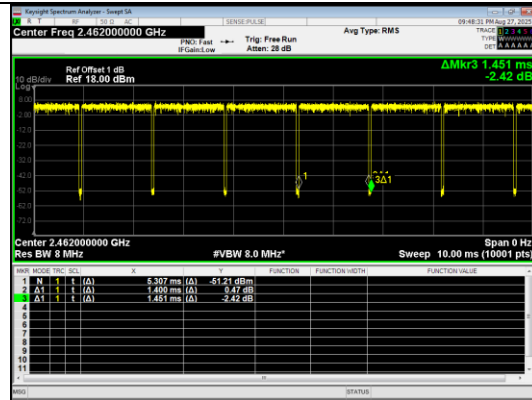 Keysight Spectrum Analyzer - Swept SA
R T RF 50 Ω AC SENSE:PULSE 09:48:31 PM Aug 27, 2025
Center Freq 2.462000000 GHz Avg Type: RMS TRACE 1 2 3 4 5
PNO: Fast Trig: Free Run TYPE
IFGain:Low Atten: 28 dB DET A A A A A
ΔMkr3 1.451 ms
-2.42 dB
Ref Offset 1 dB
10 dB/div Ref 18.00 dBm
Log
8.00
-2.00
-12.0
-22.0
-32.0
-42.0
-52.0
-62.0
-72.0
1
3Δ1
Center 2.462000000 GHz Span 0 Hz
Res BW 8 MHz #VBW 8.0 MHz* Sweep 10.00 ms (10001 pts)
MKR MODE TRC SCL X Y FUNCTION FUNCTION WIDTH FUNCTION VALUE
1 N 1 t (Δ) 5.307 ms (Δ) -51.21 dBm
2 Δ1 1 t (Δ) 1.400 ms (Δ) 0.47 dB
3 Δ1 1 t (Δ) 1.451 ms (Δ) -2.42 dB
4
5
6
7
8
9
10
11
MSG STATUS